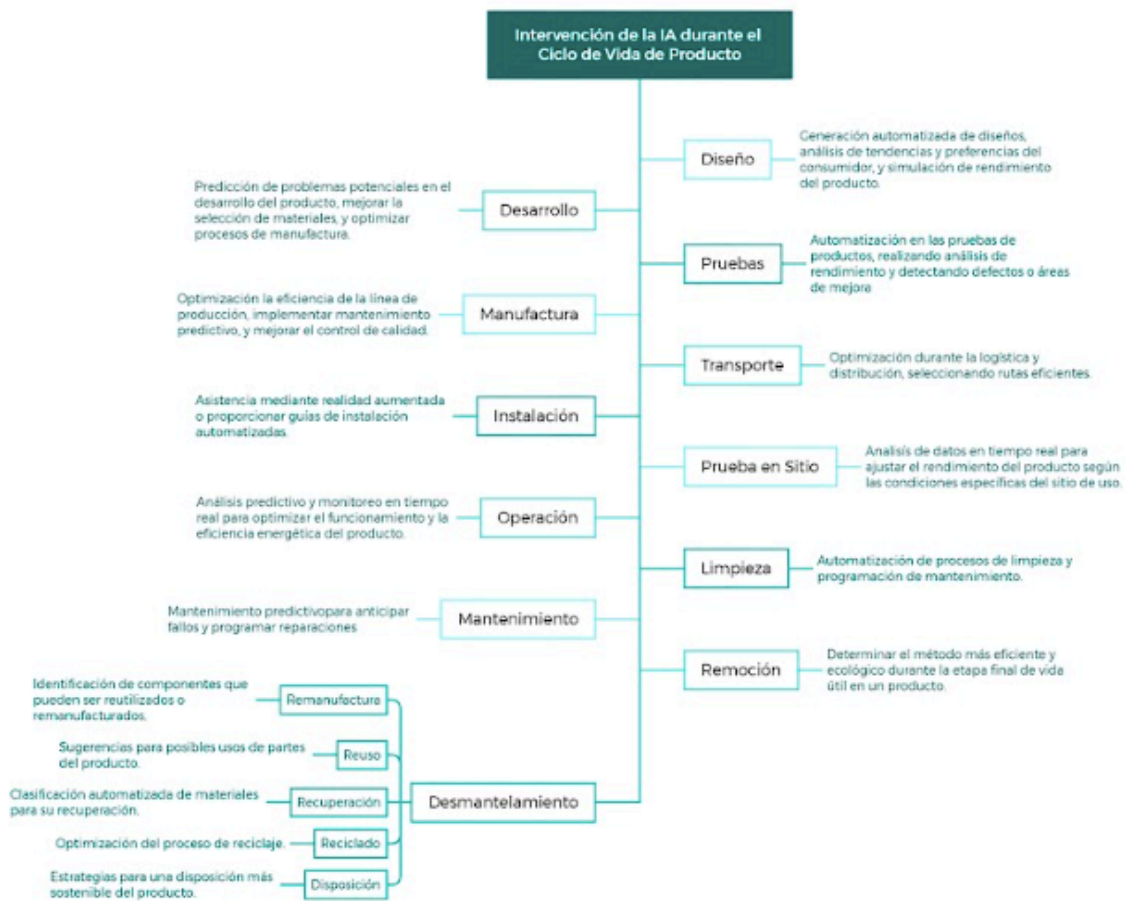 Intervención de la IA durante el
Ciclo de Vida de Producto
Diseño
Generación automatizada de diseños,
análisis de tendencias y preferencias del
consumidor, y simulación de rendimiento
del producto.
Desarrollo
Predicción de problemas potenciales en el
desarrollo del producto, mejorar la
selección de materiales, y optimizar
procesos de manufactura.
Pruebas
Automatización en las pruebas de
productos, realizando análisis de
rendimiento y detectando defectos o áreas
de mejora
Manufactura
Optimización la eficiencia de la línea de
producción, implementar mantenimiento
predictivo, y mejorar el control de calidad.
Transporte
Optimización durante la logística y
distribución, seleccionando rutas eficientes.
Instalación
Asistencia mediante realidad aumentada
o proporcionar guías de instalación
automatizadas.
Prueba en Sitio
Analisís de datos en tiempo real para
ajustar el rendimiento del producto según
las condiciones específicas del sitio de uso.
Operación
Análisis predictivo y monitoreo en tiempo
real para optimizar el funcionamiento y la
eficiencia energética del producto.
Limpieza
Automatización de procesos de limpieza y
programación de mantenimiento.
Mantenimiento
Mantenimiento predictivopara anticipar
fallos y programar reparaciones
Remoción
Determinar el método más eficiente y
ecológico durante la etapa final de vida
útil en un producto.
Desmantelamiento
Remanufactura
Identificación de componentes que
pueden ser reutilizados o
remanufacturados.
Reuso
Sugerencias para posibles usos de partes
del producto.
Recuperación
Clasificación automatizada de materiales
para su recuperación.
Reciclado
Optimización del proceso de reciclaje.
Disposición
Estrategias para una disposición más
sostenible del producto.